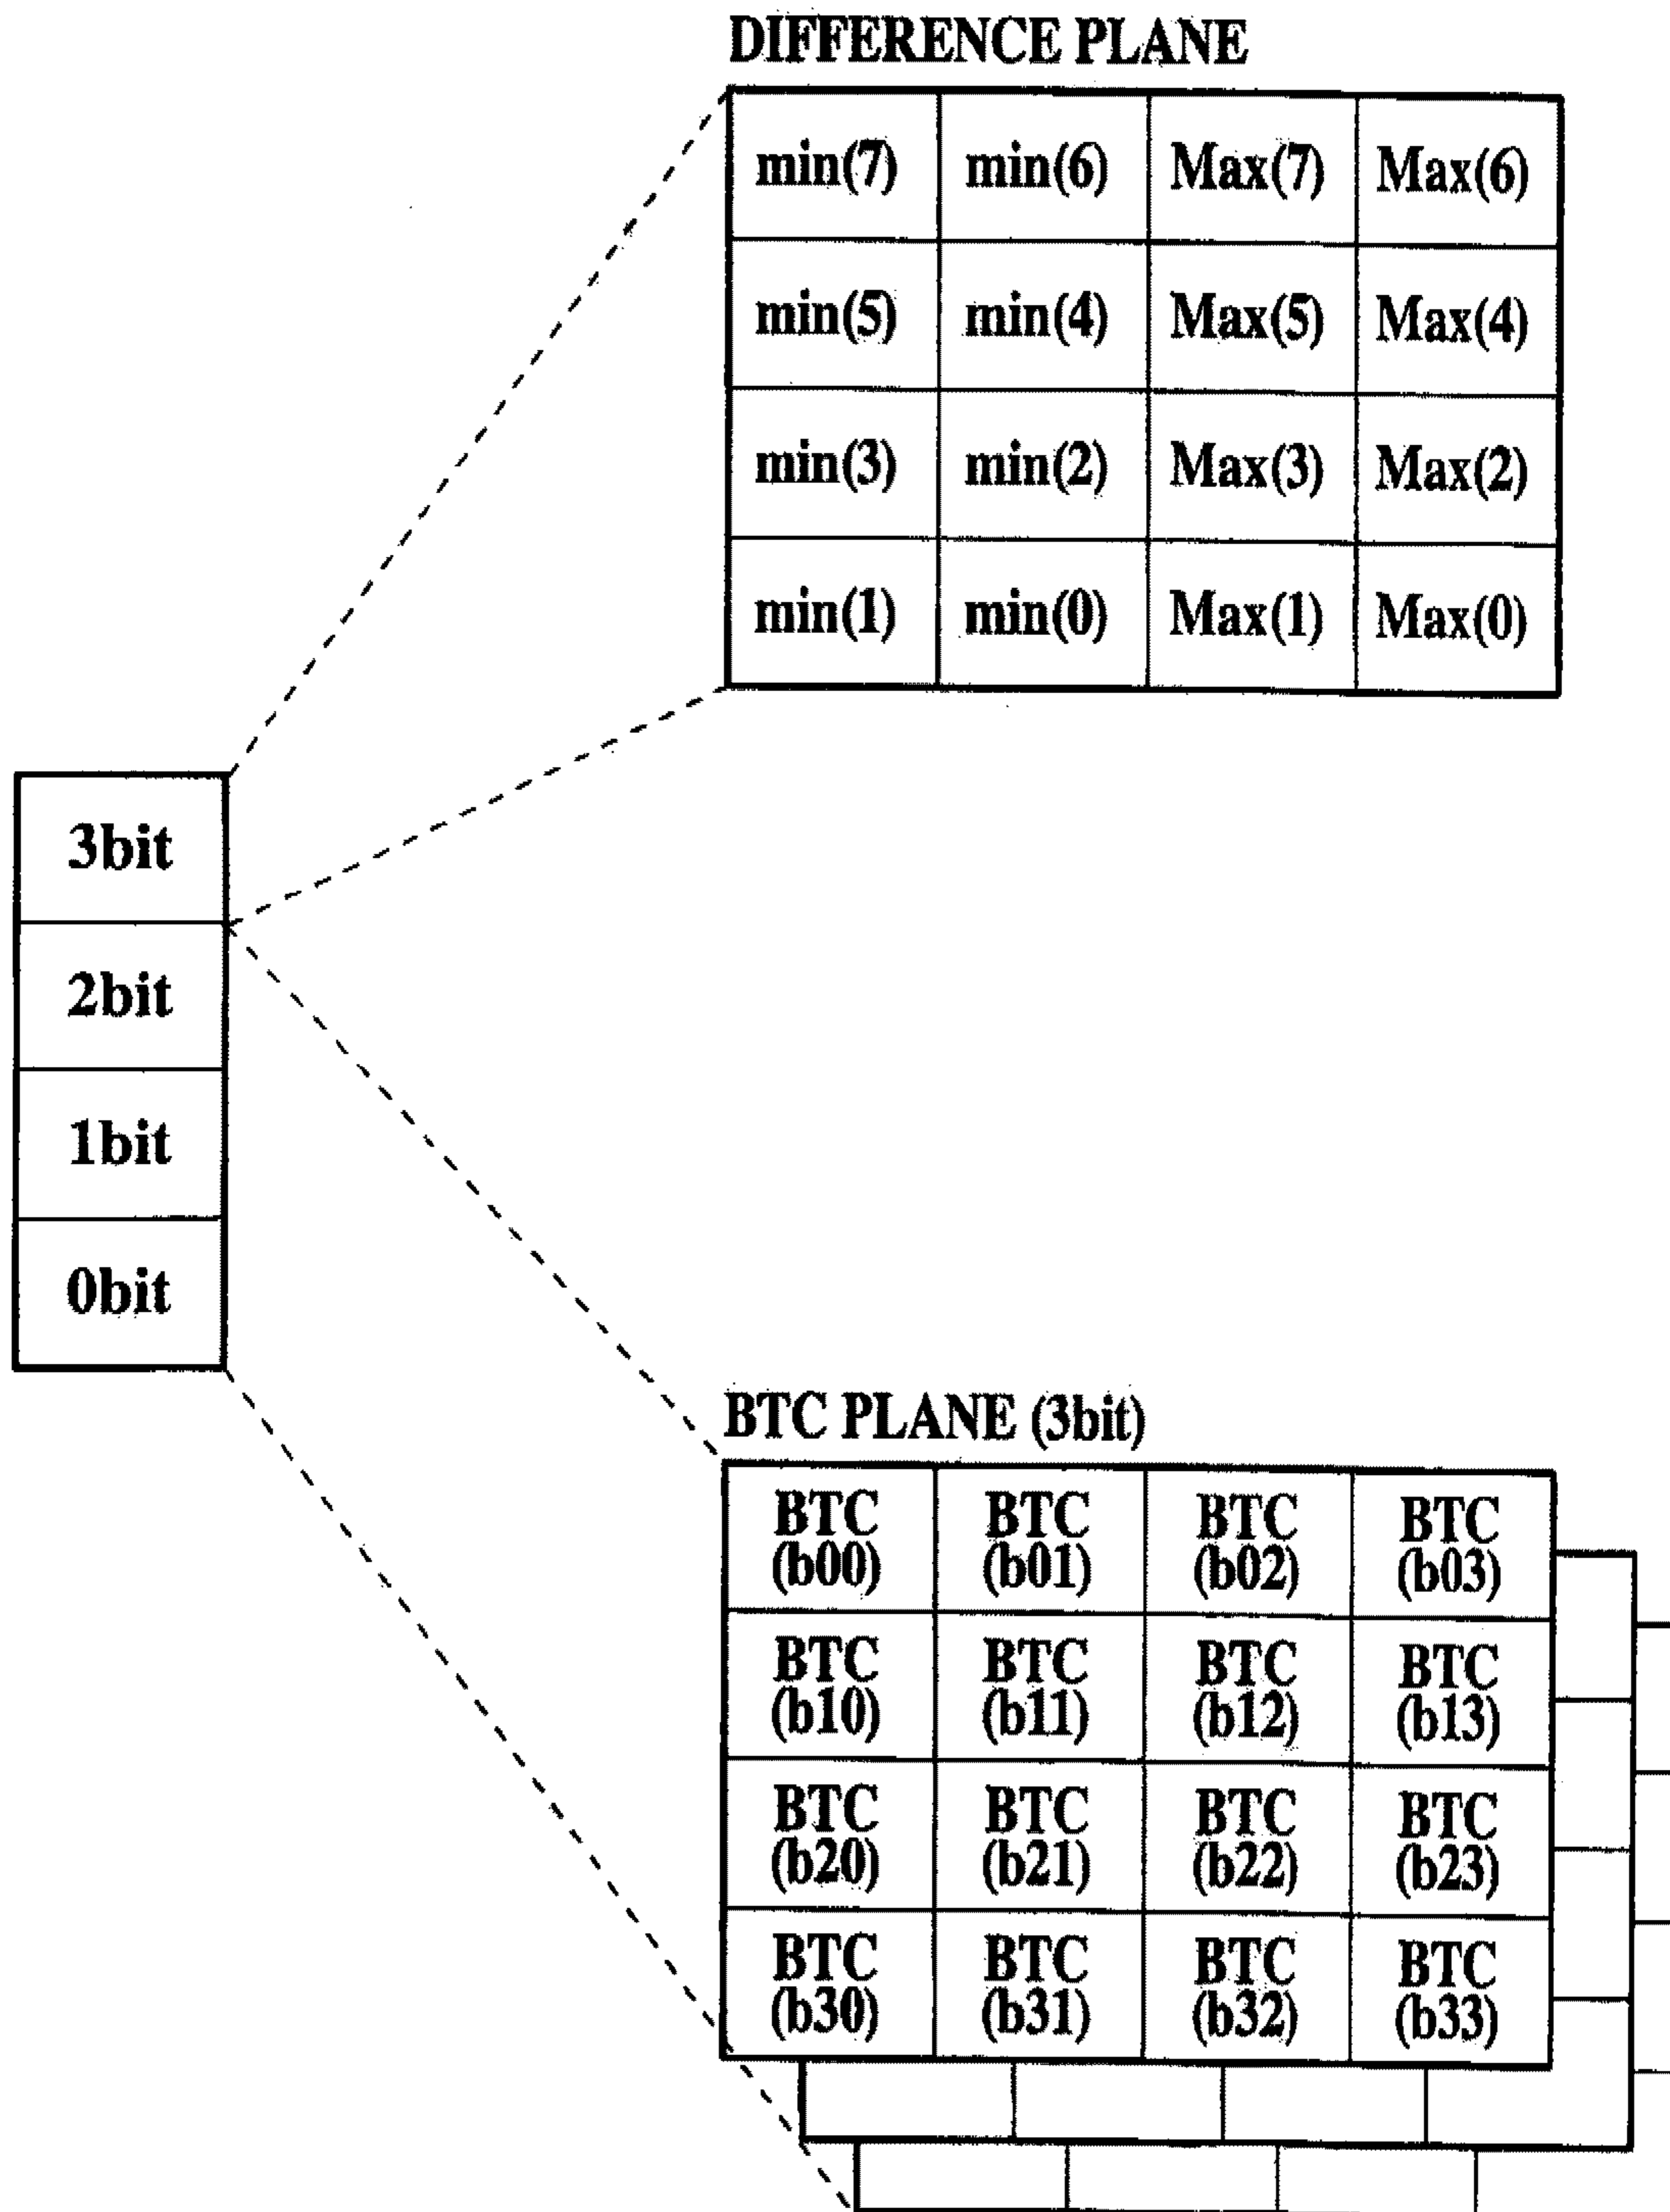 DIFFERENCE PLANE
min(7) min(6) Max(7) Max(6)
min(5) min(4) Max(5) Max(4)
min(3) min(2) Max(3) Max(2)
min(1) min(0) Max(1) Max(0)
3bit
2bit
1bit
0bit
BTC PLANE (3bit)
BTC BTC BTC BTC
(b00) (b01) (b02) (b03)
BTC BTC BTC BTC
(b10) (b11) (b12) (b13)
BTC BTC BTC BTC
(b20) (b21) (b22) (b23)
BTC BTC BTC BTC
(b30) (b31) (b32) (b33)